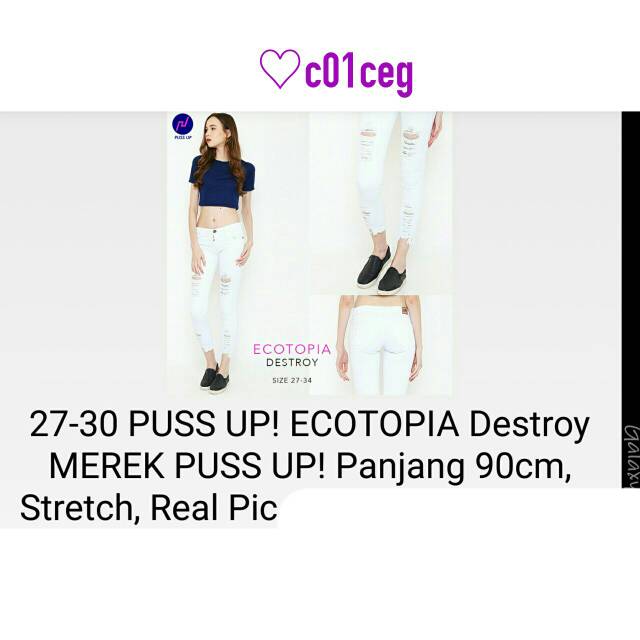 ♡c01ceg
PUSS UP
ECOTOPIA
DESTROY
SIZE 27-34
27-30 PUSS UP! ECOTOPIA Destroy
MEREK PUSS UP! Panjang 90cm,
Stretch, Real Pic